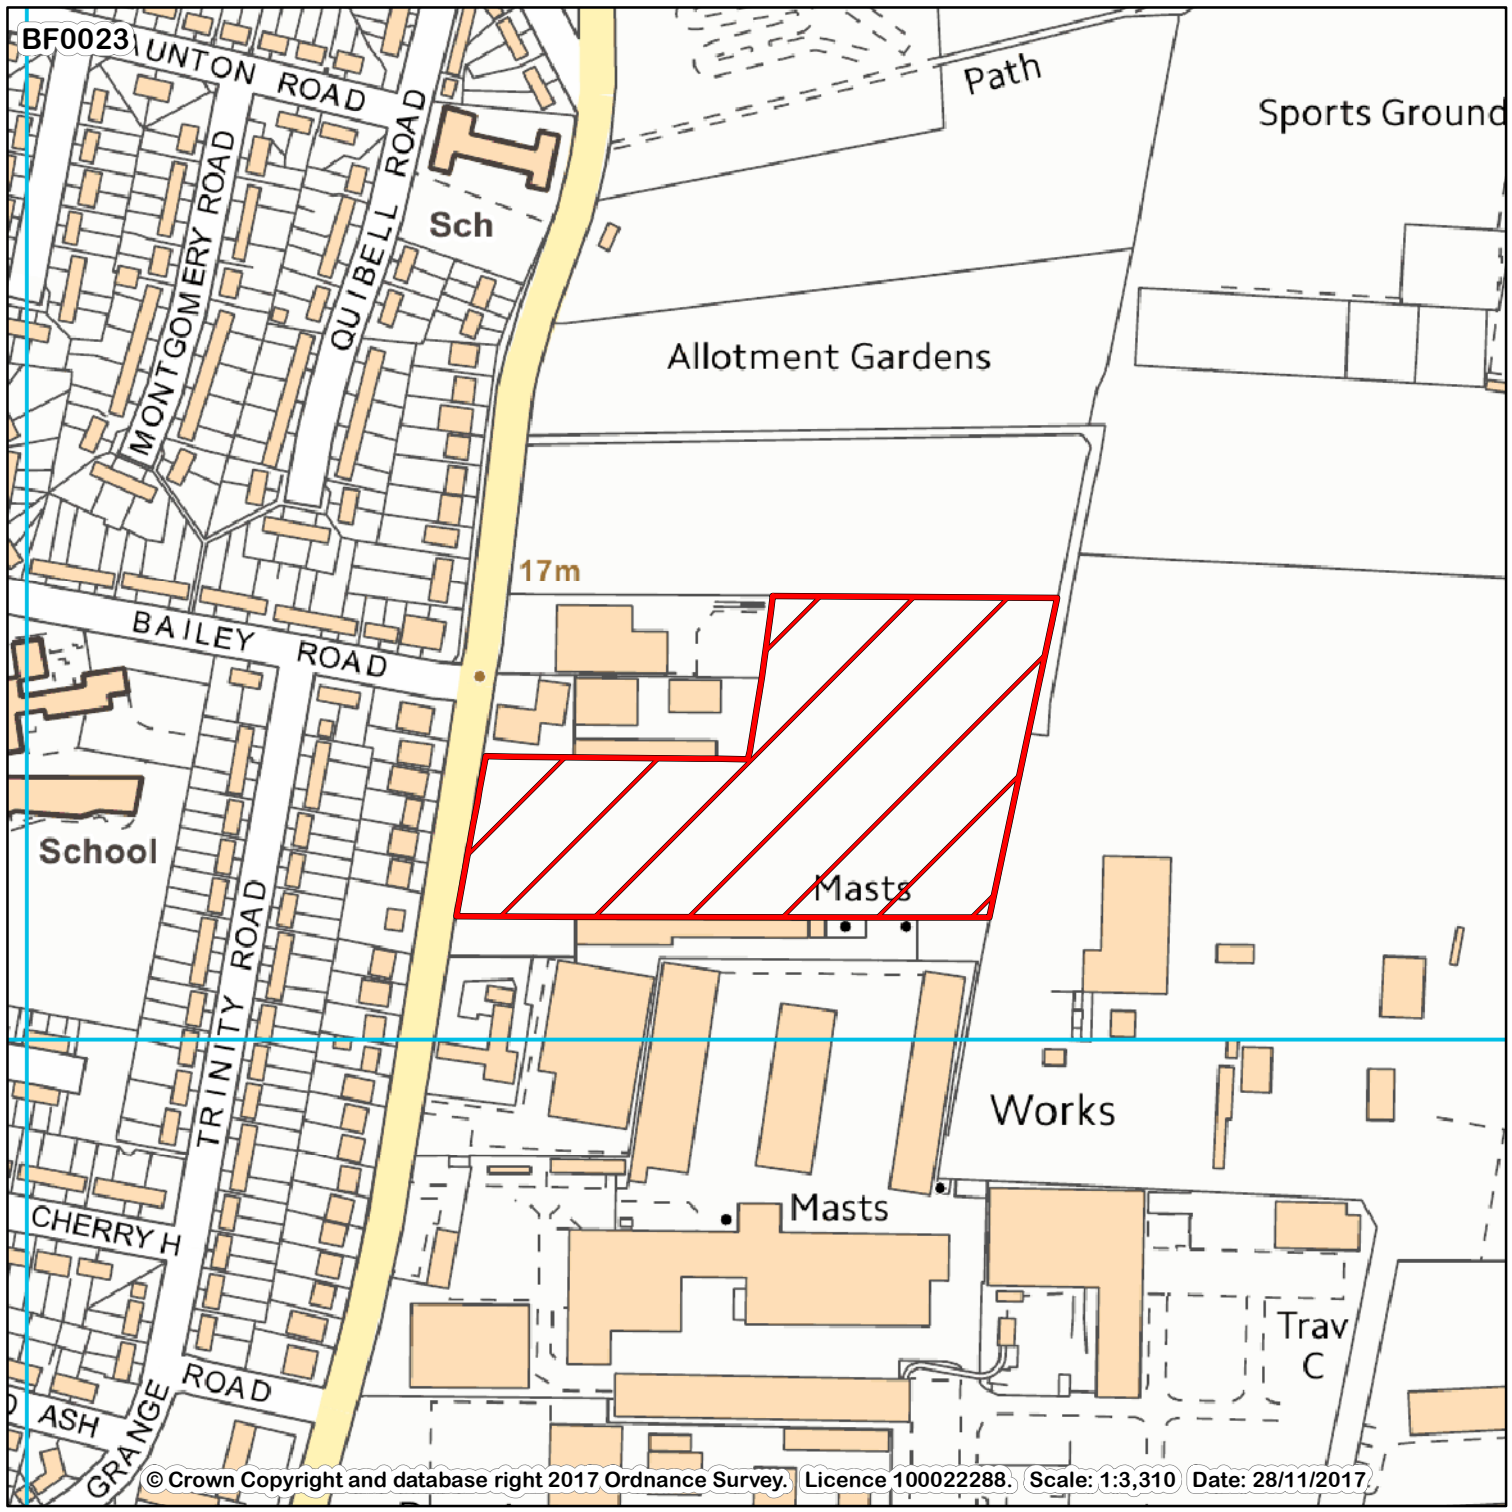 BF0023
UNTON ROAD
Path
Sports Ground
MONTGOMERY ROAD
QUIBELL ROAD
Sch
Allotment Gardens
17m
BAILEY ROAD
School
Masts
TRINITY ROAD
Works
CHERRY H
Masts
Trav
C
ROAD
ASH
GRANGE
© Crown Copyright and database right 2017 Ordnance Survey. Licence 100022288. Scale: 1:3,310 Date: 28/11/2017